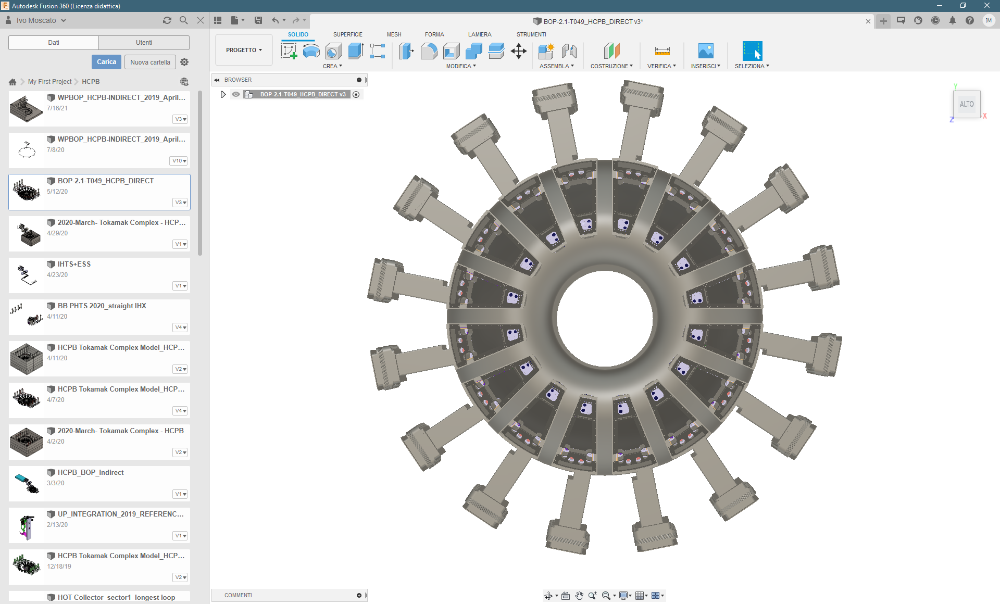 Autodesk Fusion 360 (Licenza didattica)
Ivo Moscato
BOP-2.1-T049_HCPB_DIRECT v3*
IM
Dati
Utenti
Carica
Nuova cartella
My First Project
HCPB
WPBOP_HCPB-INDIRECT_2019_April...
7/16/21
V3
WPBOP_HCPB-INDIRECT_2019_April...
7/8/20
V10
BOP-2.1-T049_HCPB_DIRECT
5/12/20
V3
2020-March- Tokamak Complex - HCP...
4/29/20
V1
IHTS+ESS
4/23/20
V1
BB PHTS 2020_straight IHX
4/11/20
V4
HCPB Tokamak Complex Model_HCP...
4/11/20
V2
HCPB Tokamak Complex Model_HCP...
4/7/20
V4
2020-March- Tokamak Complex - HCPB
4/2/20
V2
HCPB_BOP_Indirect
3/3/20
V1
UP_INTEGRATION_2019_REFERENC...
2/13/20
V1
HCPB Tokamak Complex Model_HCP...
12/18/19
V2
HOT Collector_sector1_longest loop
PROGETTO
SOLIDO
SUPERFICIE
MESH
FORMA
LAMIERA
STRUMENTI
CREA
MODIFICA
ASSEMBLA
COSTRUZIONE
VERIFICA
INSERISCI
SELEZIONA
BROWSER
BOP-2.1-T049_HCPB_DIRECT v3
Y
ALTO
X
Z
COMMENTI